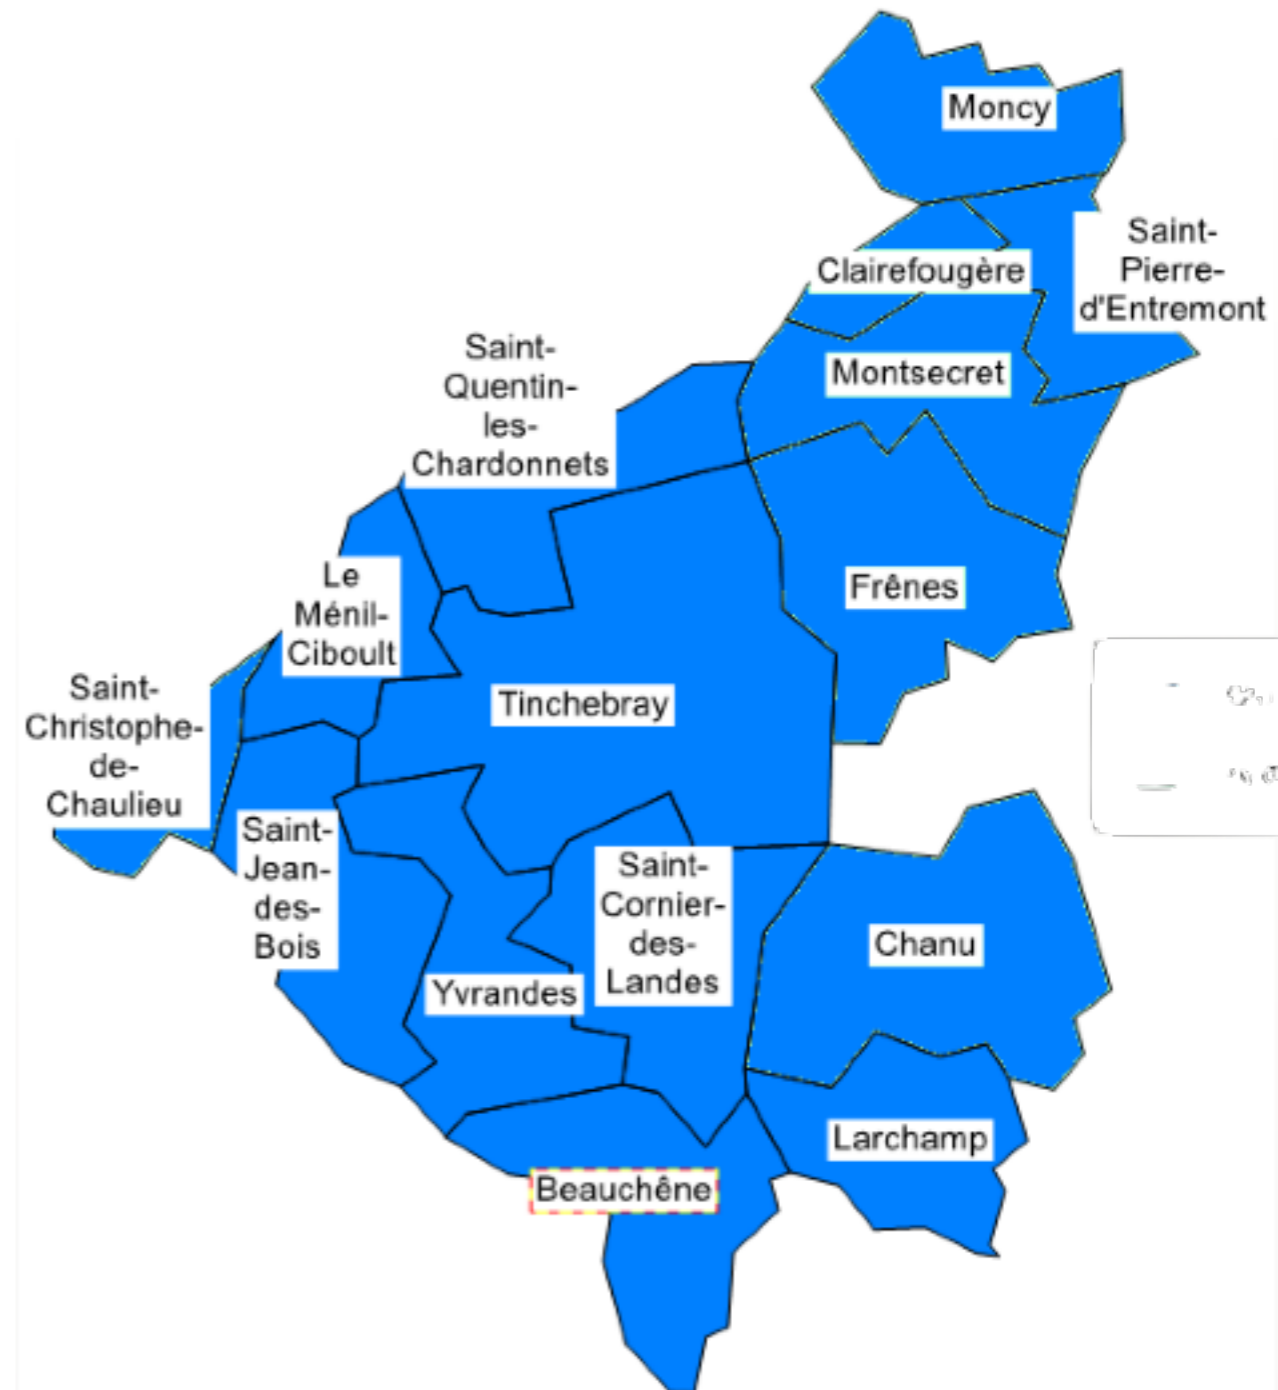 Moncy
Saint-
Pierre-
d'Entremont
Clairefougère
Montsecret
Saint-
Quentin-
les-
Chardonnets
Le
Ménil-
Ciboult
Frênes
Saint-
Christophe-
de-
Chaulieu
Tinchebray
Saint-
Jean-
des-
Bois
Saint-
Cornier-
des-
Landes
Chanu
Yvrandes
Larchamp
Beauchêne